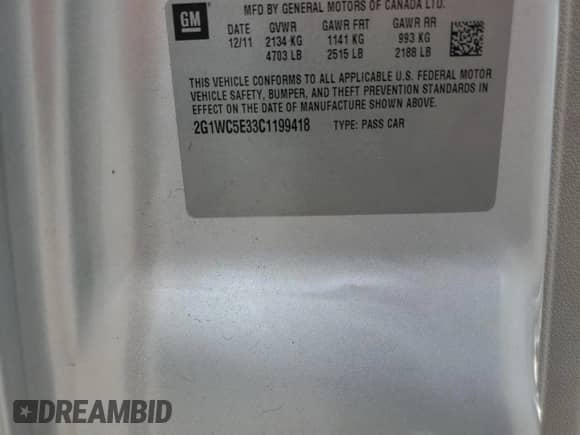 MFD BY GENERAL MOTORS OF CANADA LTD.
GM
DATE GVWR GAWR FRT GAWR RR
12/11 2134 KG 1141 KG 993 KG
4703 LB 2515 LB 2188 LB
THIS VEHICLE CONFORMS TO ALL APPLICABLE U.S. FEDERAL MOTOR
VEHICLE SAFETY, BUMPER, AND THEFT PREVENTION STANDARDS IN
EFFECT ON THE DATE OF MANUFACTURE SHOWN ABOVE.
2G1WC5E33C1199418 TYPE: PASS CAR
DREAMBID